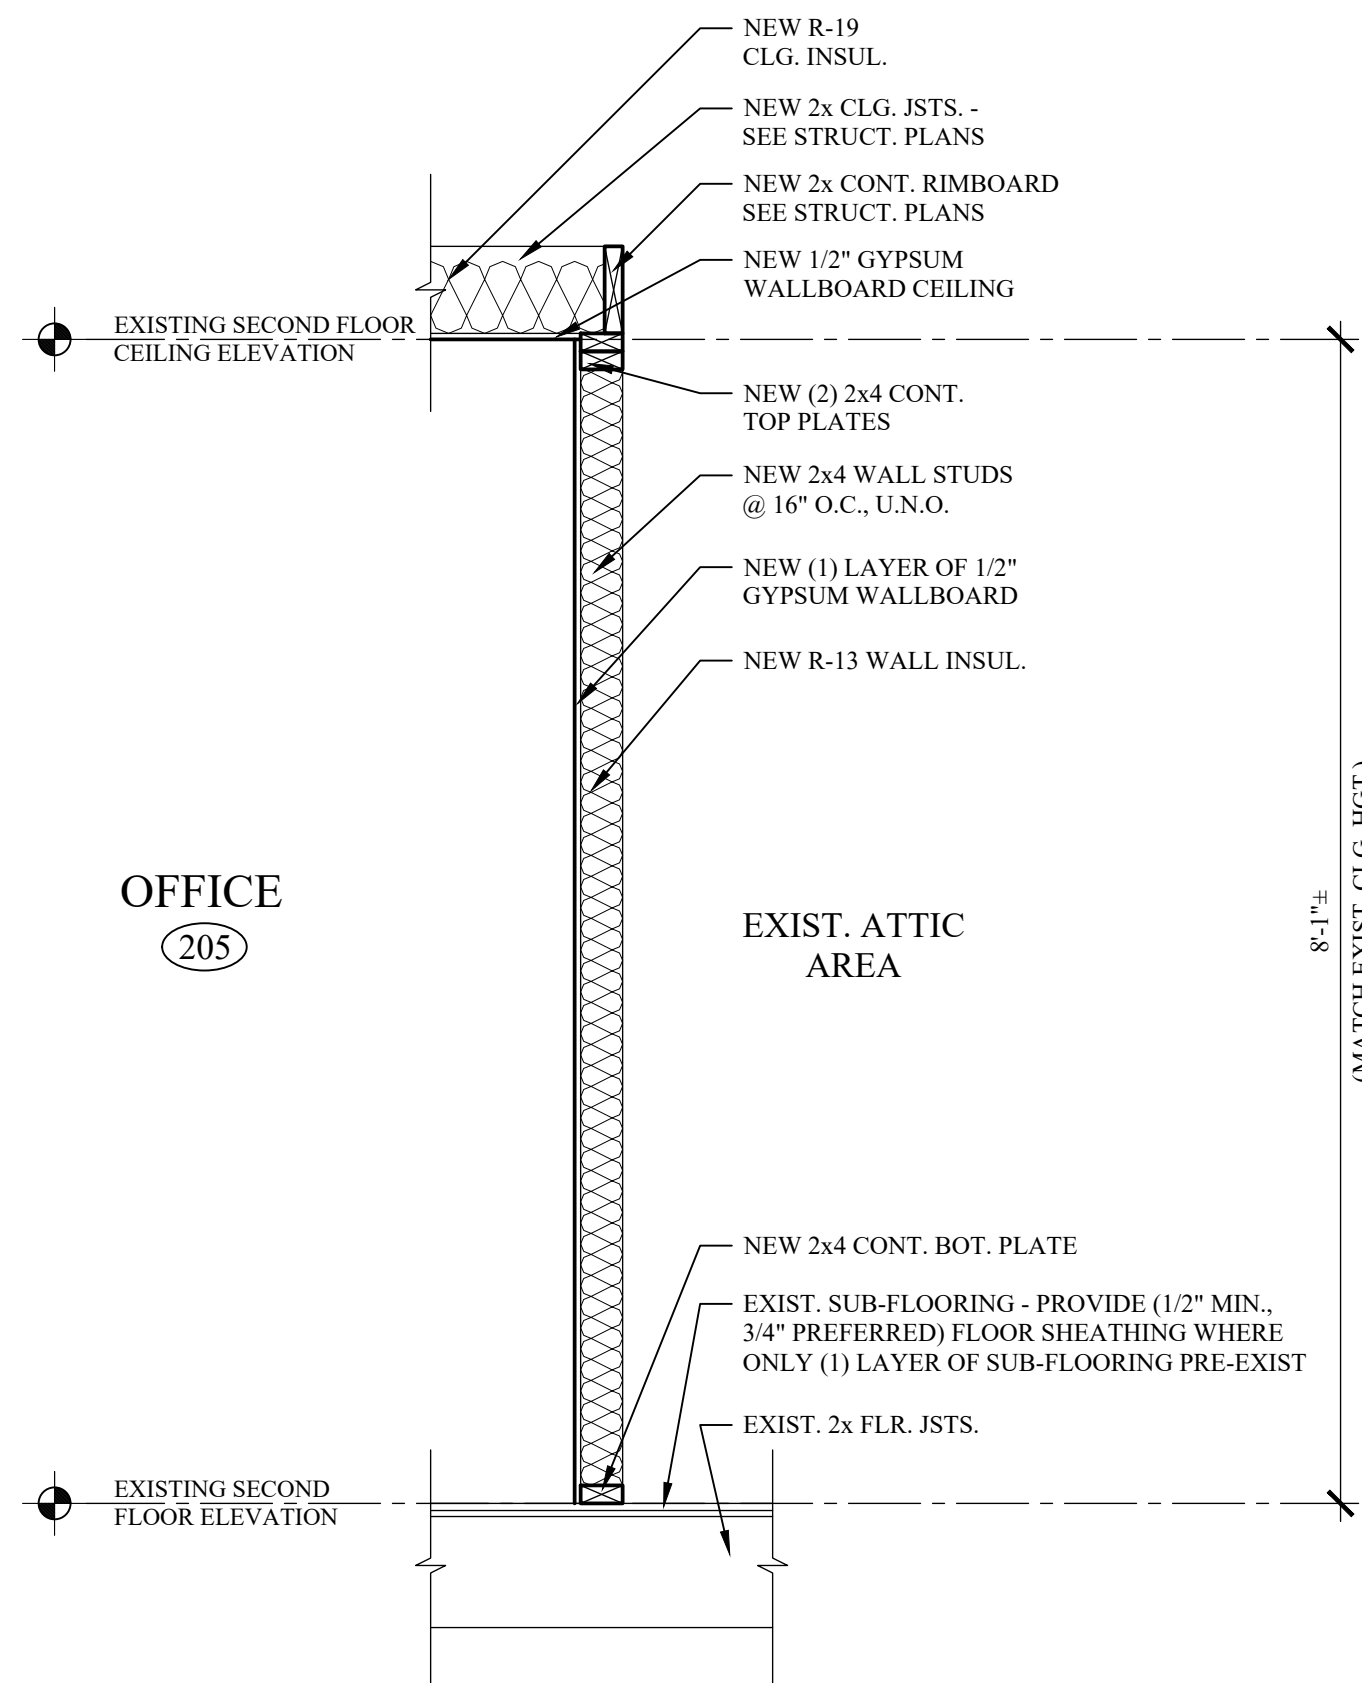 NEW R-19
CLG. INSUL.
NEW 2x CLG. JSTS. -
SEE STRUCT. PLANS
NEW 2x CONT. RIMBOARD
SEE STRUCT. PLANS
NEW 1/2" GYPSUM
WALLBOARD CEILING
EXISTING SECOND FLOOR
CEILING ELEVATION
NEW (2) 2x4 CONT.
TOP PLATES
NEW 2x4 WALL STUDS
@ 16" O.C., U.N.O.
NEW (1) LAYER OF 1/2"
GYPSUM WALLBOARD
NEW R-13 WALL INSUL.
OFFICE
205
EXIST. ATTIC
AREA
8'-1"±
(MATCH EXIST. CLG. HGT.)
NEW 2x4 CONT. BOT. PLATE
EXIST. SUB-FLOORING - PROVIDE (1/2" MIN.,
3/4" PREFERRED) FLOOR SHEATHING WHERE
ONLY (1) LAYER OF SUB-FLOORING PRE-EXIST
EXIST. 2x FLR. JSTS.
EXISTING SECOND
FLOOR ELEVATION